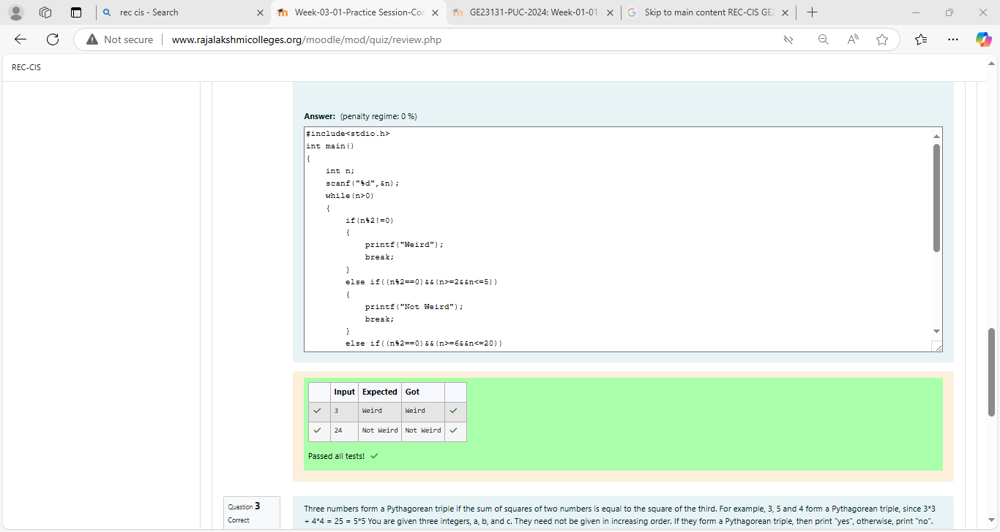 rec cis - Search
Week-03-01-Practice Session-Coc
GE23131-PUC-2024: Week-01-01-
Skip to main content REC-CIS GE2
Not secure
www.rajalakshmicolleges.org/moodle/mod/quiz/review.php
REC-CIS
Answer: (penalty regime: 0 %)
#include<stdio.h>
int main()
{
int n;
scanf("%d",&n);
while(n>0)
{
if(n%2!=0)
{
printf("Weird");
break;
}
else if((n%2==0)&&(n>=2&&n<=5))
{
printf("Not Weird");
break;
}
else if((n%2==0)&&(n>=6&&n<=20))
Input Expected Got
3 Weird Weird
24 Not Weird Not Weird
Passed all tests!
Question 3
Correct
Three numbers form a Pythagorean triple if the sum of squares of two numbers is equal to the square of the third. For example, 3, 5 and 4 form a Pythagorean triple, since 3*3
+ 4*4 = 25 = 5*5 You are given three integers, a, b, and c. They need not be given in increasing order. If they form a Pythagorean triple, then print "yes", otherwise, print "no".